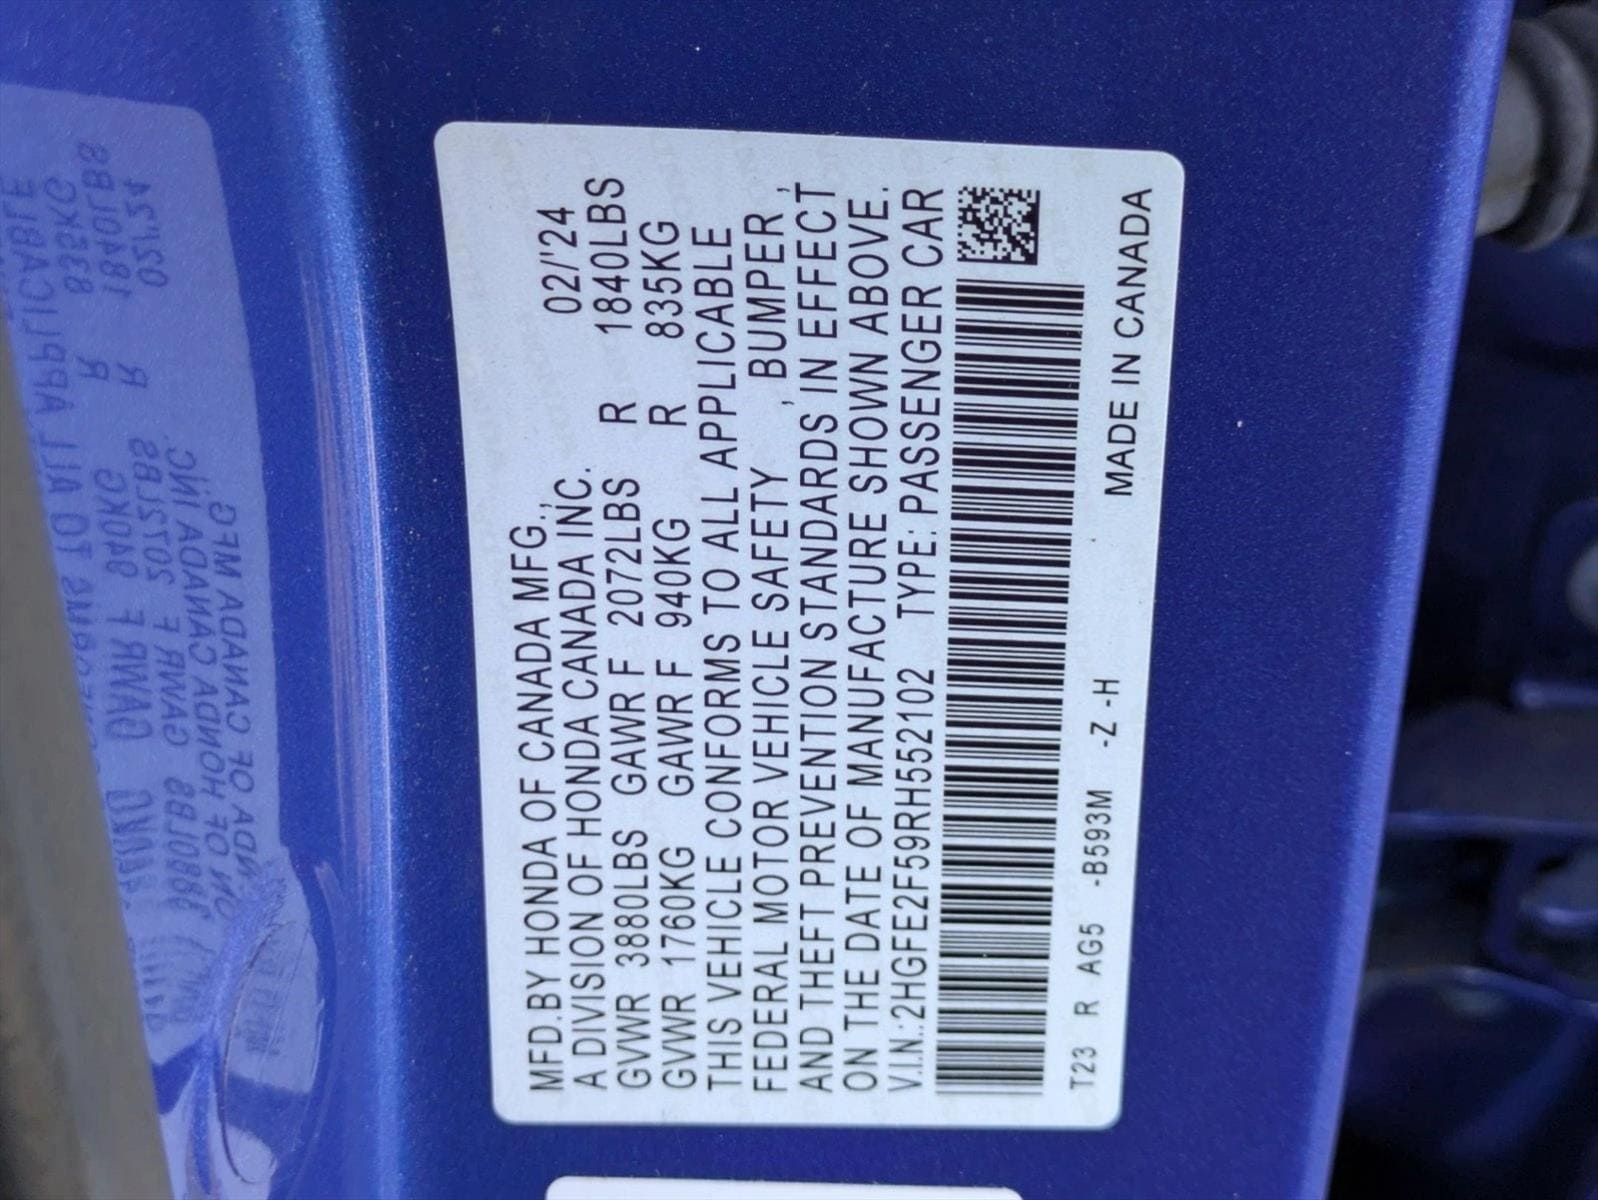 MFD.BY HONDA OF CANADA MFG., 02/'24
A DIVISION OF HONDA CANADA INC.
GVWR 3880LBS GAWR F 2072LBS R 1840LBS
GVWR 1760KG GAWR F 940KG R 835KG
THIS VEHICLE CONFORMS TO ALL APPLICABLE
FEDERAL MOTOR VEHICLE SAFETY , BUMPER ,
AND THEFT PREVENTION STANDARDS IN EFFECT
ON THE DATE OF MANUFACTURE SHOWN ABOVE.
V.I.N.:2HGFE2F59RH552102 TYPE: PASSENGER CAR
T23 R AG5 -B593M -Z -H MADE IN CANADA